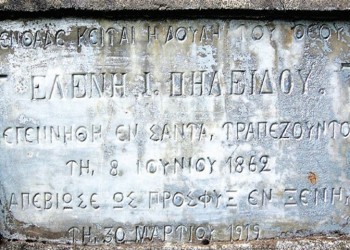 ΕΝΘΑΔΕ ΚΕΙΤΑΙ Η ΔΟΥΛΗ ΤΟΥ ΘΕΟΥ
ΕΛΕΝΗ Ι. ΠΗΛΕΙΔΟΥ.
ΕΓΕΝΝΗΘΗ ΕΝ ΣΑΝΤΑ, ΤΡΑΠΕΖΟΥΝΤΟ
ΤΗ, 8 ΙΟΥΝΙΟΥ 1862
ΑΠΕΒΙΩΣΕ ΩΣ ΠΡΟΣΦΥΞ ΕΝ ΞΕΝΗ,
ΤΗ, 30 ΜΑΡΤΙΟΥ 1919